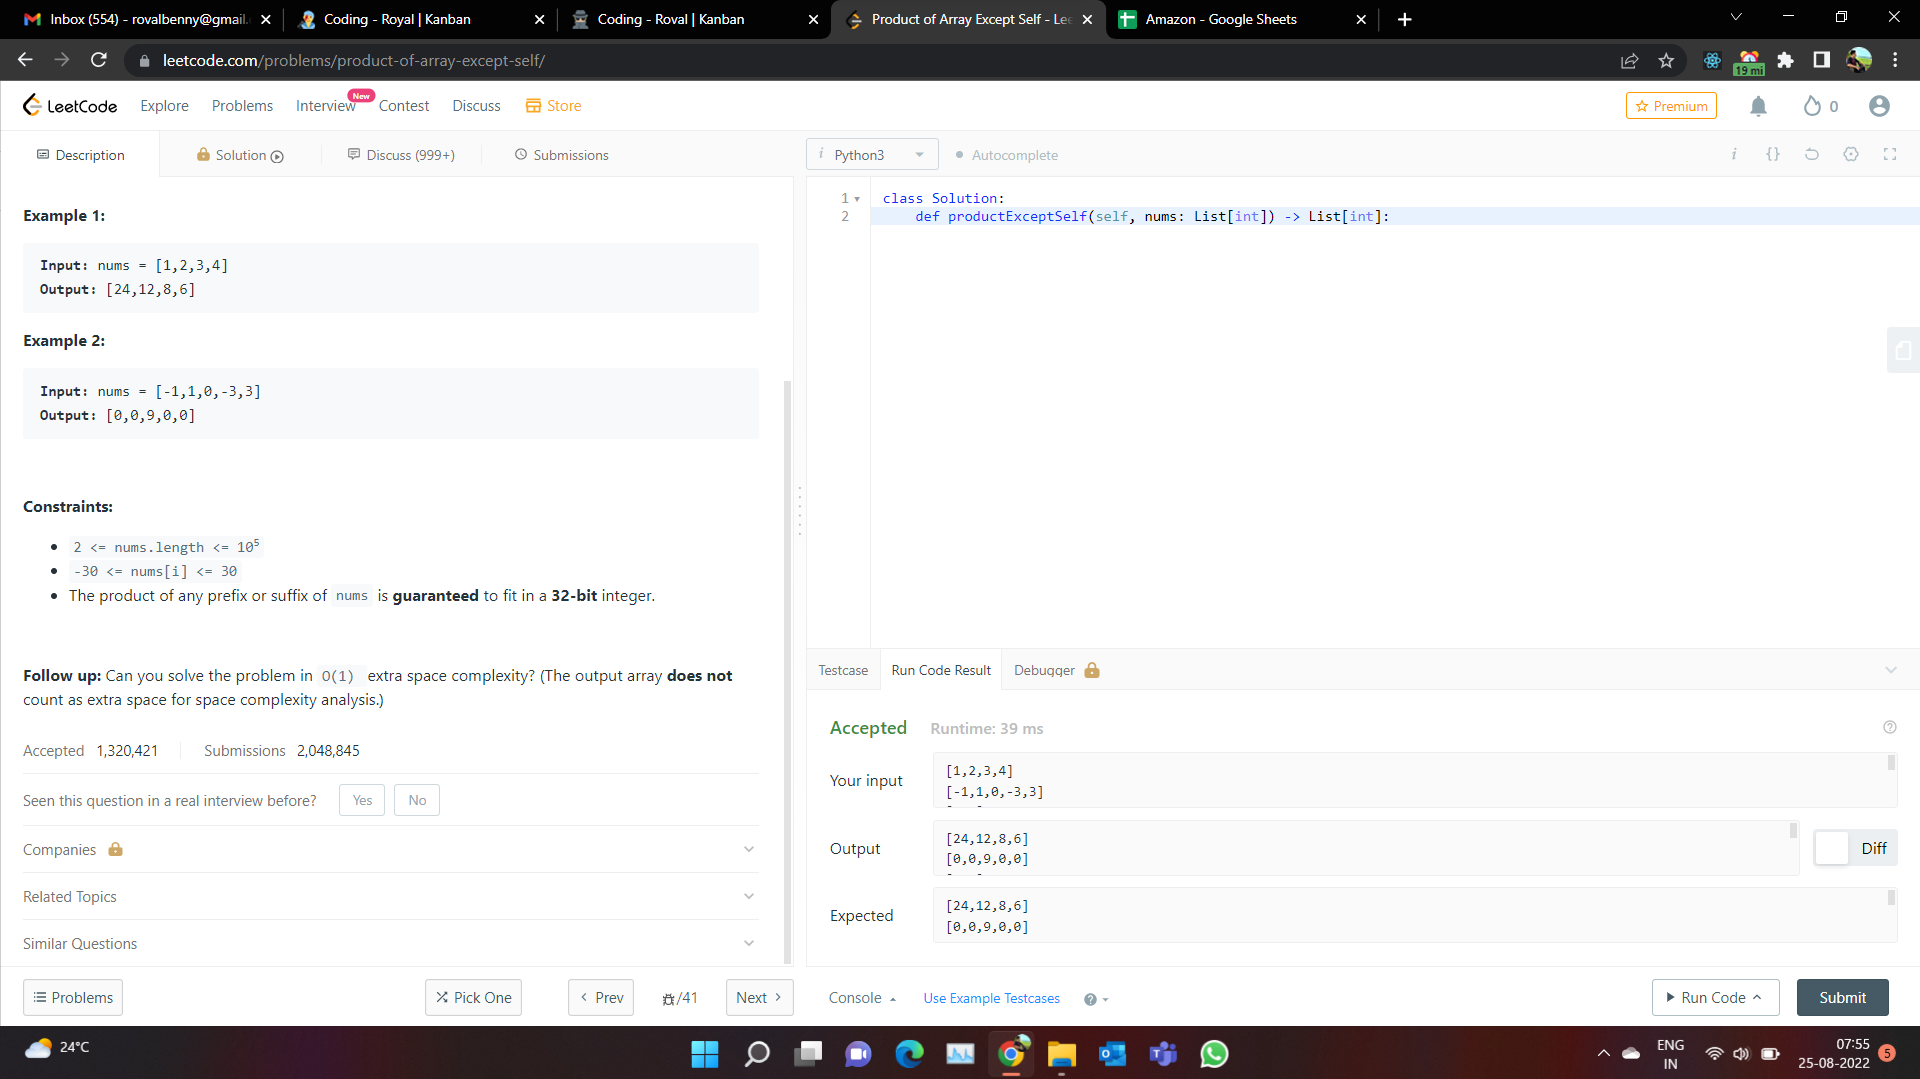 Inbox (554) - rovalbenny@gmail.
Coding - Royal | Kanban
Coding - Roval | Kanban
Product of Array Except Self - Lee
Amazon - Google Sheets
leetcode.com/problems/product-of-array-except-self/
19 mi
LeetCode Explore Problems Interview New Contest Discuss Store
Premium 0
Description Solution Discuss (999+) Submissions
Example 1:
Input: nums = [1,2,3,4]
Output: [24,12,8,6]
Example 2:
Input: nums = [-1,1,0,-3,3]
Output: [0,0,9,0,0]
Constraints:
2 <= nums.length <= 10⁵
-30 <= nums[i] <= 30
The product of any prefix or suffix of nums is guaranteed to fit in a 32-bit integer.
Follow up: Can you solve the problem in O(1) extra space complexity? (The output array does not
count as extra space for space complexity analysis.)
Accepted 1,320,421 Submissions 2,048,845
Seen this question in a real interview before? Yes No
Companies
Related Topics
Similar Questions
Problems Pick One Prev /41 Next
i Python3 Autocomplete i {}
1 class Solution:
2 def productExceptSelf(self, nums: List[int]) -> List[int]:
Testcase Run Code Result Debugger
Accepted Runtime: 39 ms
Your input
[1,2,3,4]
[-1,1,0,-3,3]
Output
[24,12,8,6]
[0,0,9,0,0]
Diff
Expected
[24,12,8,6]
[0,0,9,0,0]
Console Use Example Testcases Run Code Submit
24°C
ENG
IN
07:55
25-08-2022
5